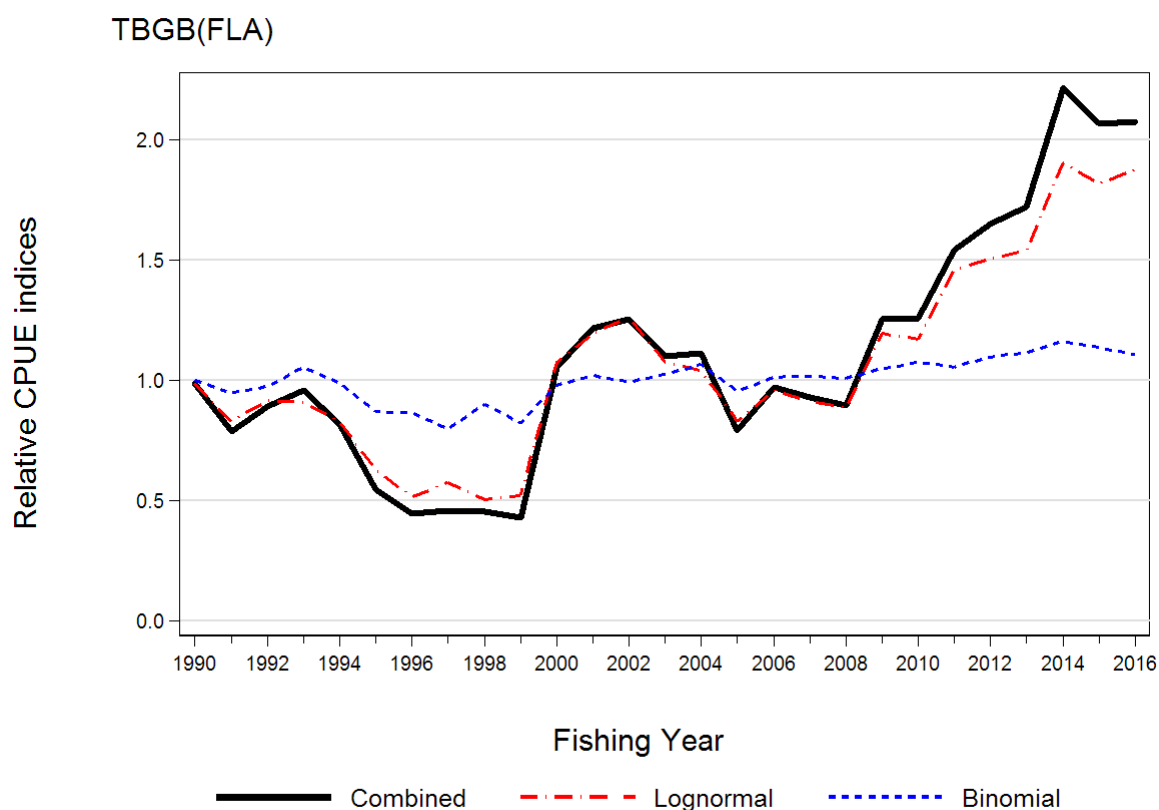 TBGB(FLA)
Relative CPUE indices
2.0
1.5
1.0
0.5
0.0
1990 1992 1994 1996 1998 2000 2002 2004 2006 2008 2010 2012 2014 2016
Fishing Year
Combined Lognormal Binomial